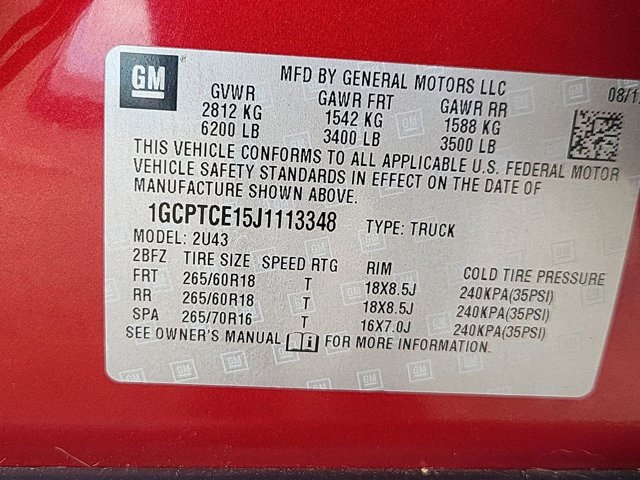 GM
MFD BY GENERAL MOTORS LLC
08/1
GVWR GAWR FRT GAWR RR
2812 KG 1542 KG 1588 KG
6200 LB 3400 LB 3500 LB
THIS VEHICLE CONFORMS TO ALL APPLICABLE U.S. FEDERAL MOTOR
VEHICLE SAFETY STANDARDS IN EFFECT ON THE DATE OF
MANUFACTURE SHOWN ABOVE.
1GCPTCE15J1113348 TYPE: TRUCK
MODEL: 2U43
2BFZ TIRE SIZE SPEED RTG RIM COLD TIRE PRESSURE
FRT 265/60R18 T 18X8.5J 240KPA(35PSI)
RR 265/60R18 T 18X8.5J 240KPA(35PSI)
SPA 265/70R16 T 16X7.0J 240KPA(35PSI)
SEE OWNER'S MANUAL FOR MORE INFORMATION.